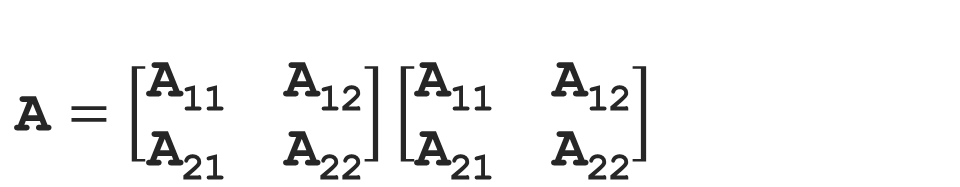 A = [A11 A12] [A11 A12]
[A21 A22] [A21 A22]